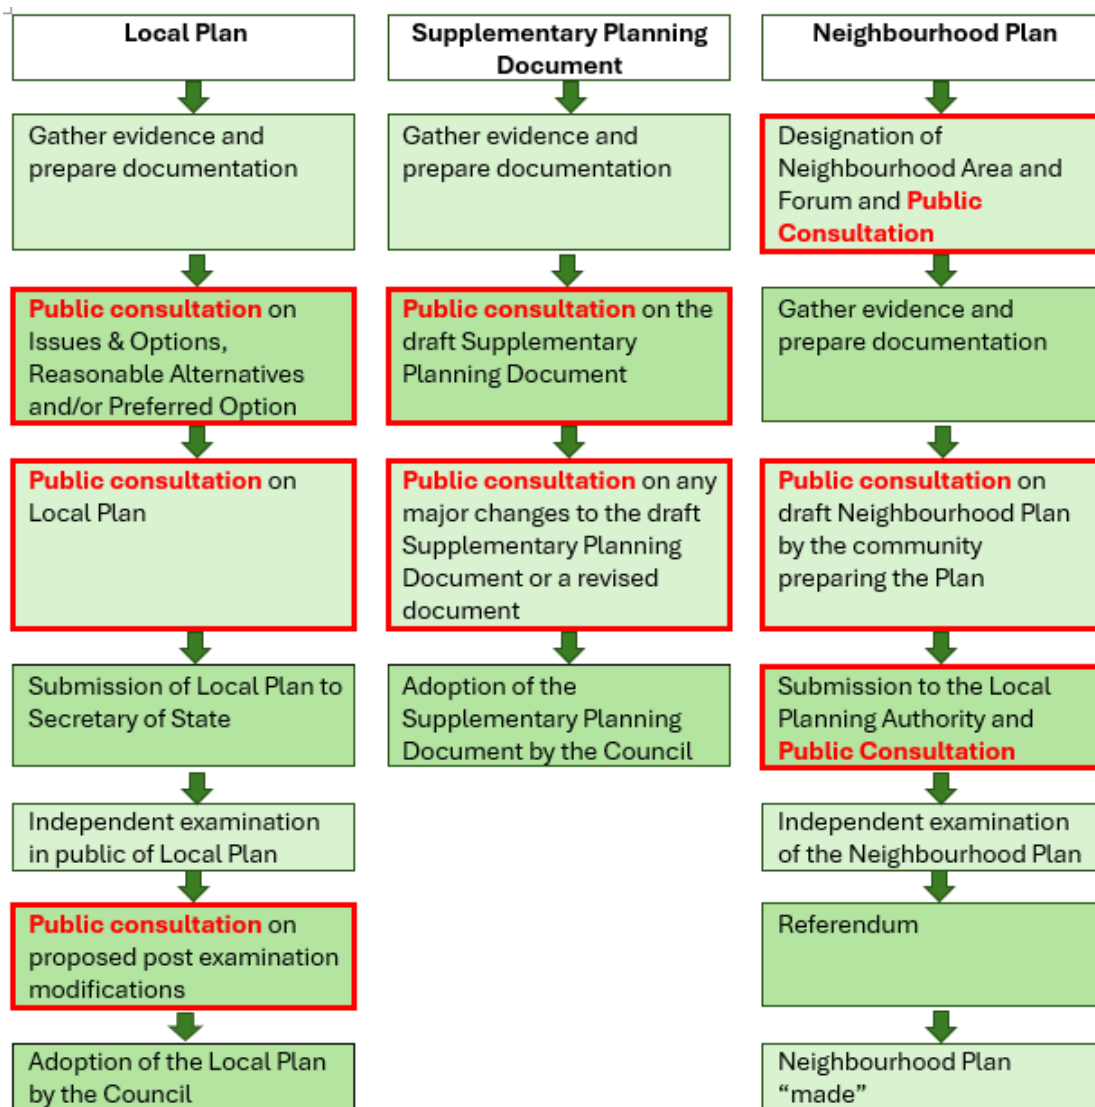 Local Plan
Gather evidence and
prepare documentation
Public consultation on
Issues & Options,
Reasonable Alternatives
and/or Preferred Option
Public consultation on
Local Plan
Submission of Local Plan to
Secretary of State
Independent examination
in public of Local Plan
Public consultation on
proposed post examination
modifications
Adoption of the Local Plan
by the Council
Supplementary Planning
Document
Gather evidence and
prepare documentation
Public consultation on the
draft Supplementary
Planning Document
Public consultation on any
major changes to the draft
Supplementary Planning
Document or a revised
document
Adoption of the
Supplementary Planning
Document by the Council
Neighbourhood Plan
Designation of
Neighbourhood Area and
Forum and Public
Consultation
Gather evidence and
prepare documentation
Public consultation on
draft Neighbourhood Plan
by the community
preparing the Plan
Submission to the Local
Planning Authority and
Public Consultation
Independent examination
of the Neighbourhood Plan
Referendum
Neighbourhood Plan
“made”